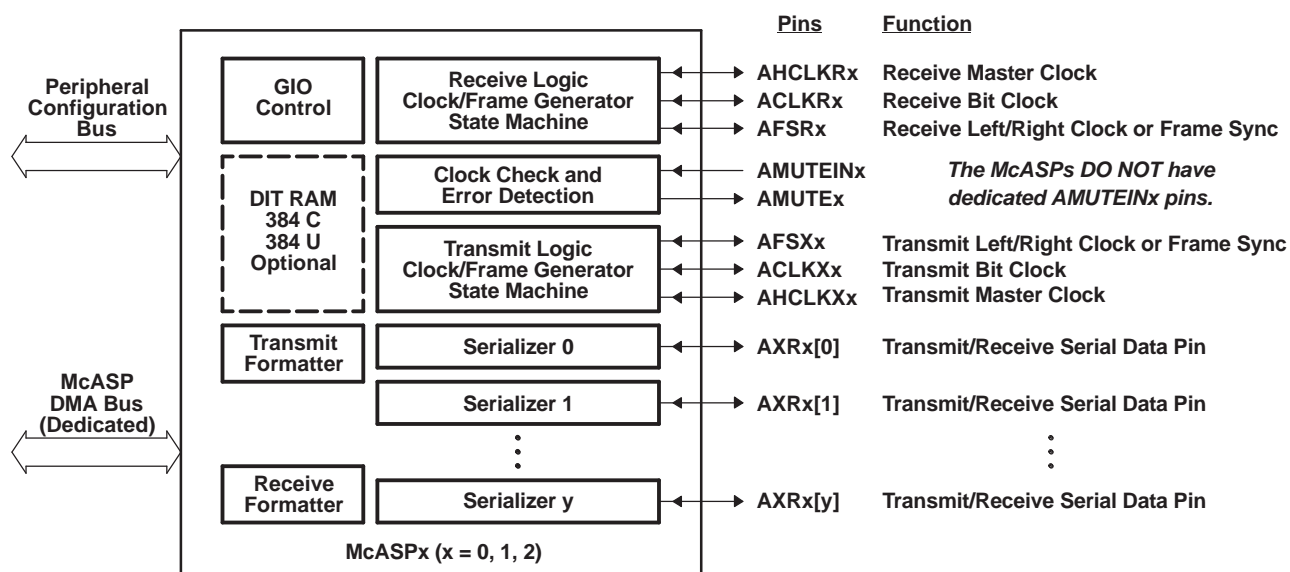 Pins
Function
Peripheral
Configuration
Bus
GIO
Control
Receive Logic
Clock/Frame Generator
State Machine
AHCLKRx Receive Master Clock
ACLKRx Receive Bit Clock
AFSRx Receive Left/Right Clock or Frame Sync
DIT RAM
384 C
384 U
Optional
Clock Check and
Error Detection
AMUTEINx
AMUTEx
The McASPs DO NOT have
dedicated AMUTEINx pins.
Transmit Logic
Clock/Frame Generator
State Machine
AFSXx Transmit Left/Right Clock or Frame Sync
ACLKXx Transmit Bit Clock
AHCLKXx Transmit Master Clock
Transmit
Formatter
Serializer 0
AXRx[0] Transmit/Receive Serial Data Pin
McASP
DMA Bus
(Dedicated)
Serializer 1
AXRx[1] Transmit/Receive Serial Data Pin
Receive
Formatter
Serializer y
AXRx[y] Transmit/Receive Serial Data Pin
McASPx (x = 0, 1, 2)